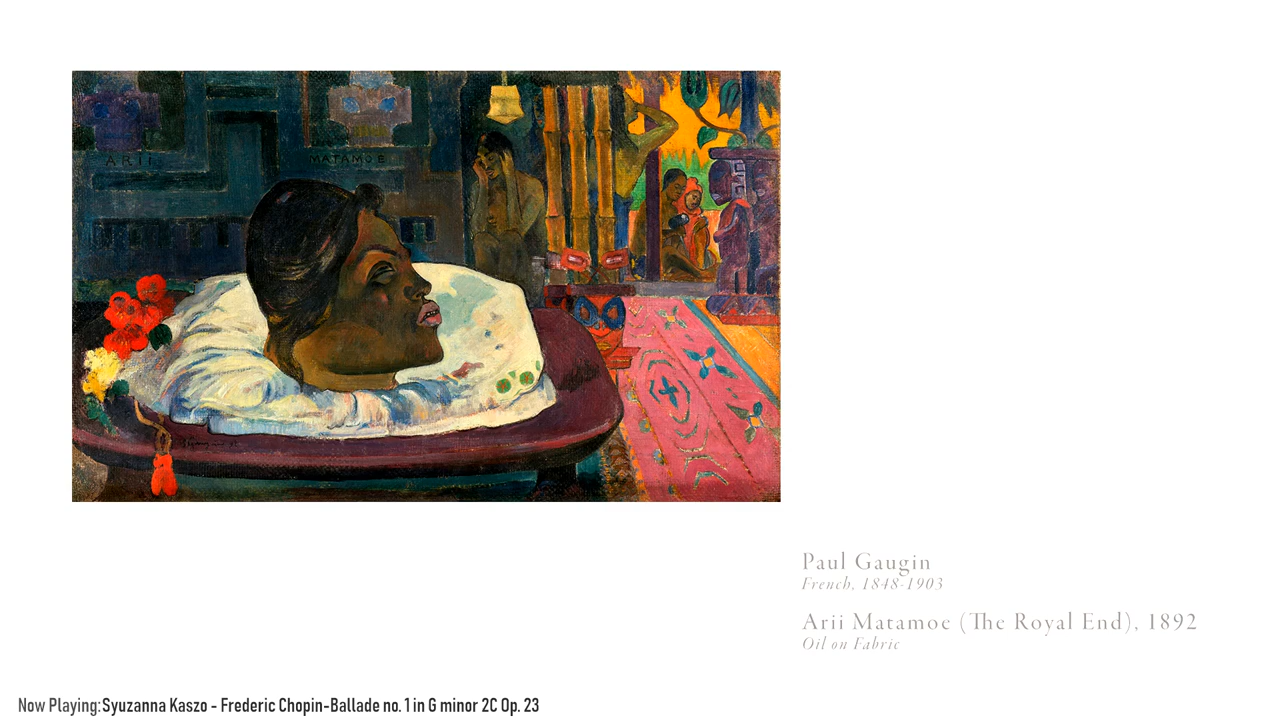 ARII
MATAMOE
Paul Gaugin
French, 1848-1903
Arii Matamoe (The Royal End), 1892
Oil on Fabric
Now Playing: Syuzanna Kaszo - Frederic Chopin-Ballade no. 1 in G minor 2C Op. 23